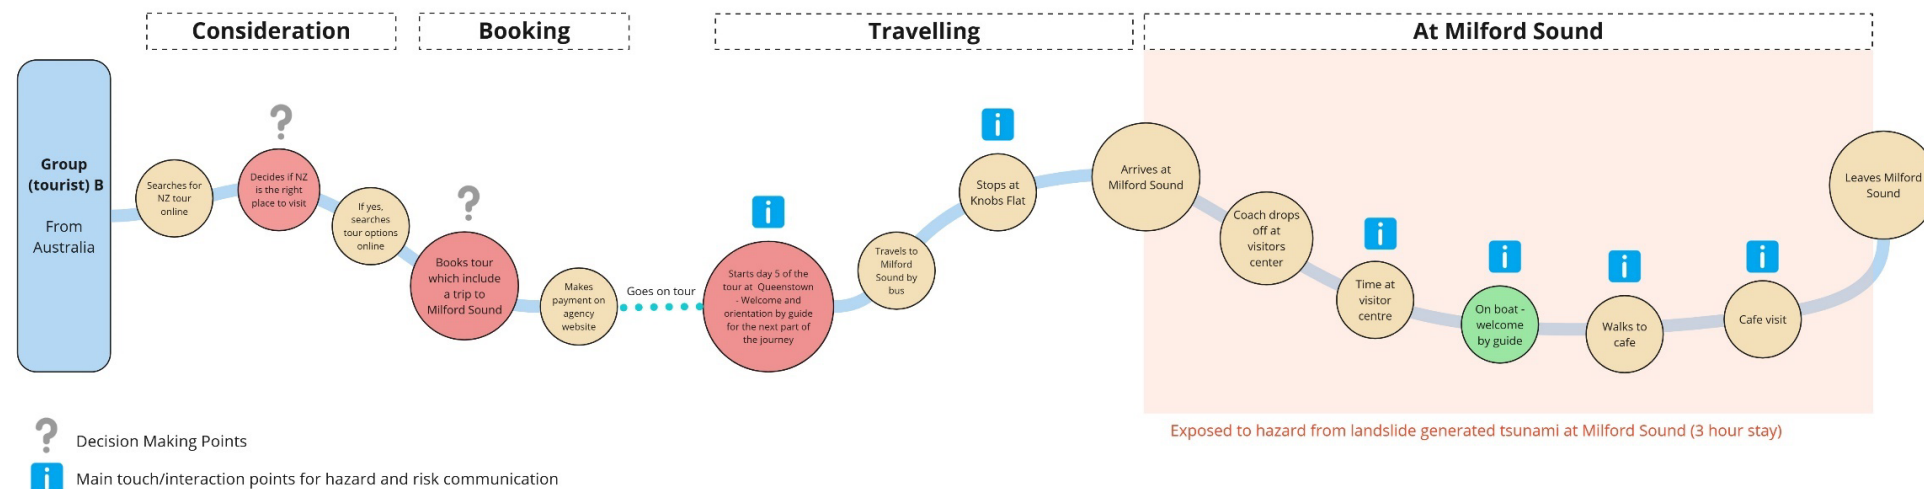 Consideration
Booking
Travelling
At Milford Sound
Group
(tourist) B
From
Australia
Searches for
NZ tour
online
?
Decides if NZ
is the right
place to visit
If yes,
searches
tour options
online
?
Books tour
which include
a trip to
Milford Sound
Makes
payment on
agency
website
Goes on tour
i
Starts day 5 of the
tour at Queenstown
- Welcome and
orientation by guide
for the next part of
the journey
Travels to
Milford
Sound by
bus
i
Stops at
Knobs Flat
Arrives at
Milford Sound
Coach drops
off at
visitors
center
i
Time at
visitor
centre
i
On boat -
welcome
by guide
i
Walks to
cafe
i
Cafe visit
Leaves Milford
Sound
Exposed to hazard from landslide generated tsunami at Milford Sound (3 hour stay)
? Decision Making Points
i Main touch/interaction points for hazard and risk communication